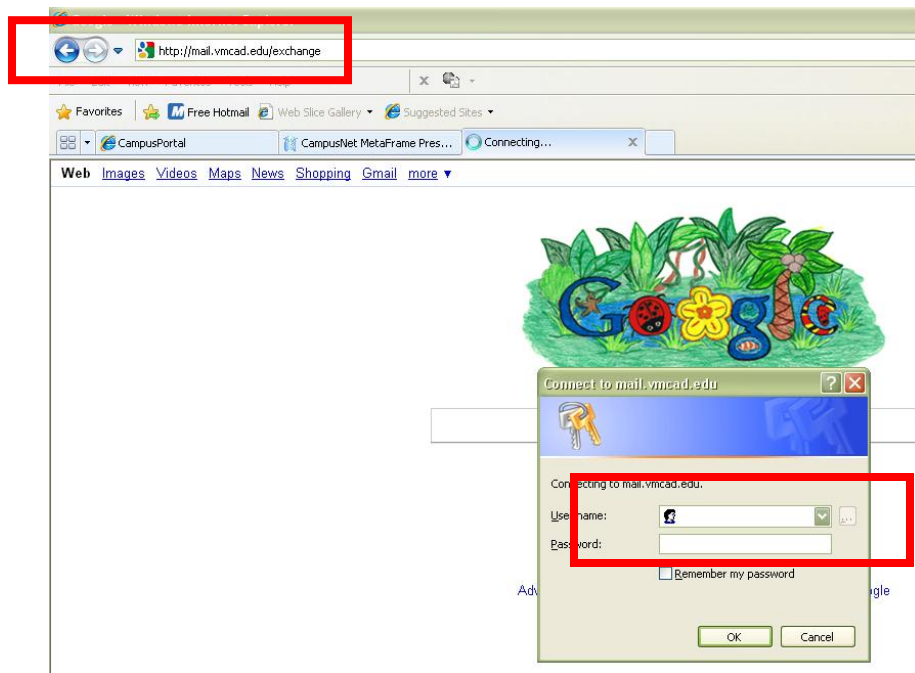 http://mail.vmcad.edu/exchange
Favorites Free Hotmail Web Slice Gallery Suggested Sites
CampusPortal CampusNet MetaFrame Pres... Connecting... X
Web Images Videos Maps News Shopping Gmail more
Google
Connect to mail.vmcad.edu
Connecting to mail.vmcad.edu.
Password:
Remember my password
OK Cancel